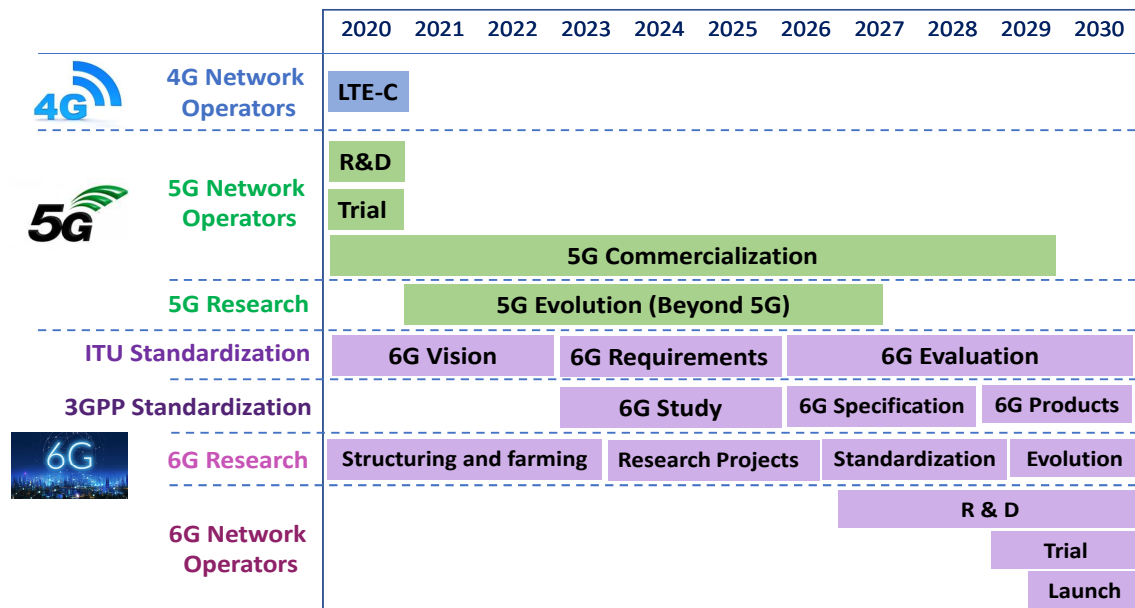 2020 2021 2022 2023 2024 2025 2026 2027 2028 2029 2030
4G
4G Network
Operators
LTE-C
5G
5G Network
Operators
R&D
Trial
5G Commercialization
5G Research
5G Evolution (Beyond 5G)
ITU Standardization
6G Vision
6G Requirements
6G Evaluation
3GPP Standardization
6G Study
6G Specification
6G Products
6G
6G Research
Structuring and farming
Research Projects
Standardization
Evolution
6G Network
Operators
R & D
Trial
Launch